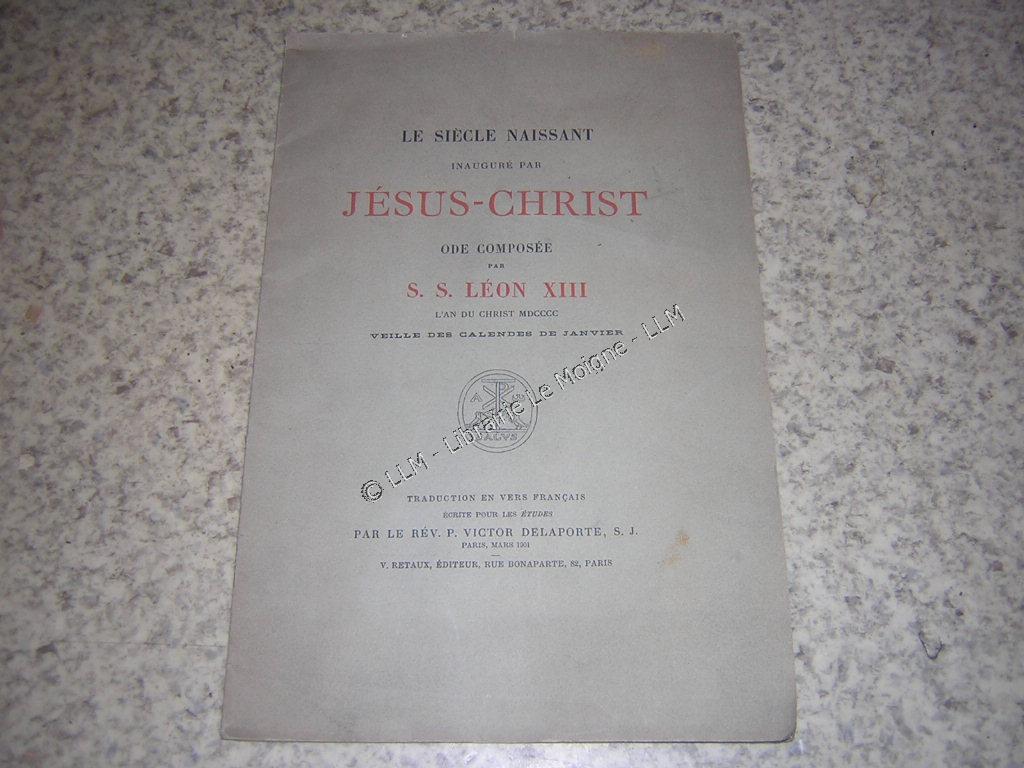 LE SIÈCLE NAISSANT
INAUGURÉ PAR
JÉSUS-CHRIST
ODE COMPOSÉE
PAR
S. S. LÉON XIII
L'AN DU CHRIST MDCCCC
VEILLE DES CALENDES DE JANVIER
SALVS
© LLM - Librairie Le Moigne - LLM
TRADUCTION EN VERS FRANÇAIS
ÉCRITE POUR LES ÉTUDES
PAR LE RÉV. P. VICTOR DELAPORTE, S. J.
PARIS, MARS 1901
V. RETAUX, ÉDITEUR, RUE BONAPARTE, 82, PARIS